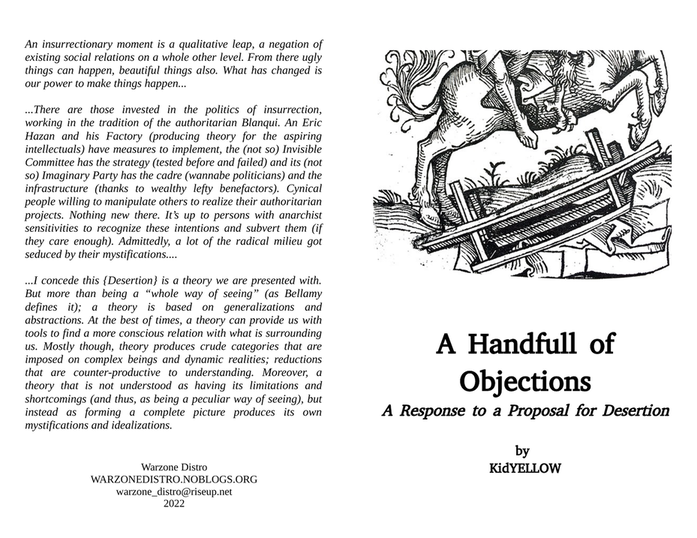 An insurrectionary moment is a qualitative leap, a negation of
existing social relations on a whole other level. From there ugly
things can happen, beautiful things also. What has changed is
our power to make things happen...
...There are those invested in the politics of insurrection,
working in the tradition of the authoritarian Blanqui. An Eric
Hazan and his Factory (producing theory for the aspiring
intellectuals) have measures to implement, the (not so) Invisible
Committee has the strategy (tested before and failed) and its (not
so) Imaginary Party has the cadre (wannabe politicians) and the
infrastructure (thanks to wealthy lefty benefactors). Cynical
people willing to manipulate others to realize their authoritarian
projects. Nothing new there. It's up to persons with anarchist
sensitivities to recognize these intentions and subvert them (if
they care enough). Admittedly, a lot of the radical milieu got
seduced by their mystifications....
...I concede this {Desertion} is a theory we are presented with.
But more than being a “whole way of seeing” (as Bellamy
defines it); a theory is based on generalizations and
abstractions. At the best of times, a theory can provide us with
tools to find a more conscious relation with what is surrounding
us. Mostly though, theory produces crude categories that are
imposed on complex beings and dynamic realities; reductions
that are counter-productive to understanding. Moreover, a
theory that is not understood as having its limitations and
shortcomings (and thus, as being a peculiar way of seeing), but
instead as forming a complete picture produces its own
mystifications and idealizations.
Warzone Distro
WARZONEDISTRO.NOBLOGS.ORG
warzone_distro@riseup.net
2022
A Handfull of
Objections
A Response to a Proposal for Desertion
by
KidYELLOW